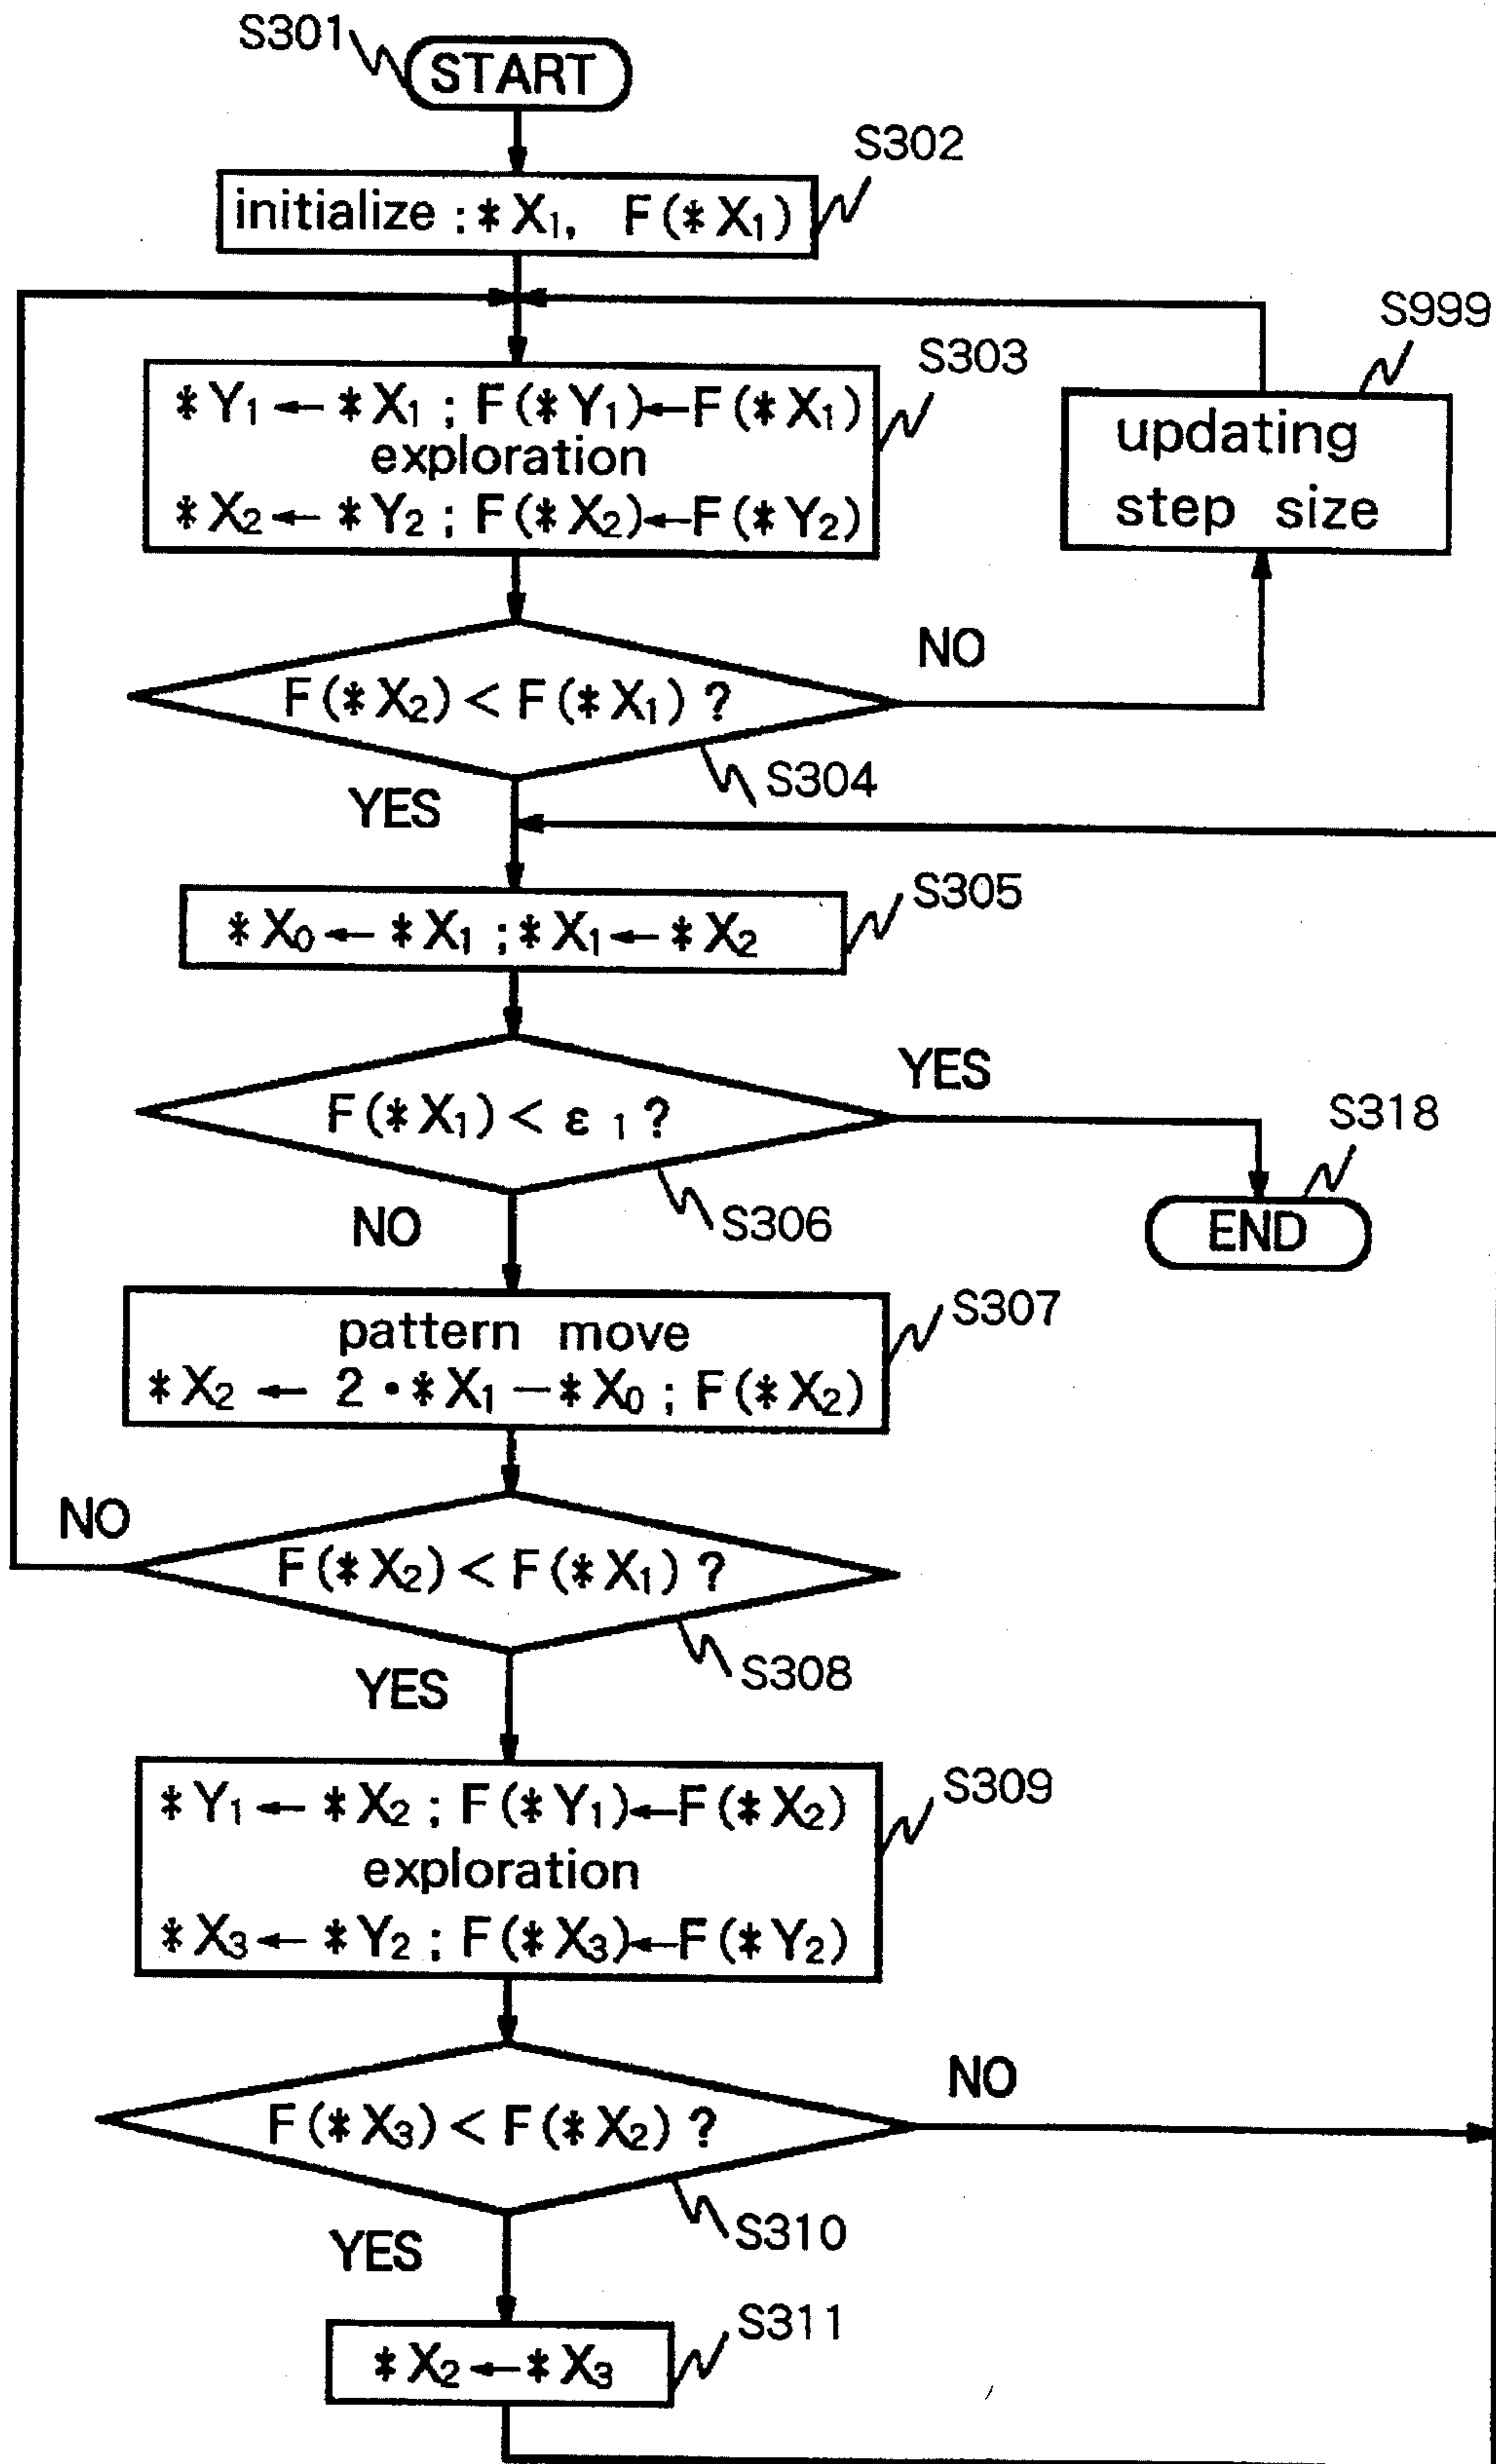 S301
START
S302
initialize : *X₁, F(*X₁)
S999
updating
step size
S303
*Y₁ ← *X₁ ; F(*Y₁)←F(*X₁)
exploration
*X₂ ← *Y₂ ; F(*X₂)←F(*Y₂)
NO
F(*X₂) < F(*X₁) ?
S304
YES
S305
*X₀ ← *X₁ ; *X₁ ← *X₂
YES
F(*X₁) < ε ₁ ?
S318
END
S306
NO
S307
pattern move
*X₂ ← 2 · *X₁ − *X₀ ; F(*X₂)
NO
F(*X₂) < F(*X₁) ?
S308
YES
S309
*Y₁ ← *X₂ ; F(*Y₁)←F(*X₂)
exploration
*X₃ ← *Y₂ ; F(*X₃)←F(*Y₂)
NO
F(*X₃) < F(*X₂) ?
S310
YES
S311
*X₂ ← *X₃